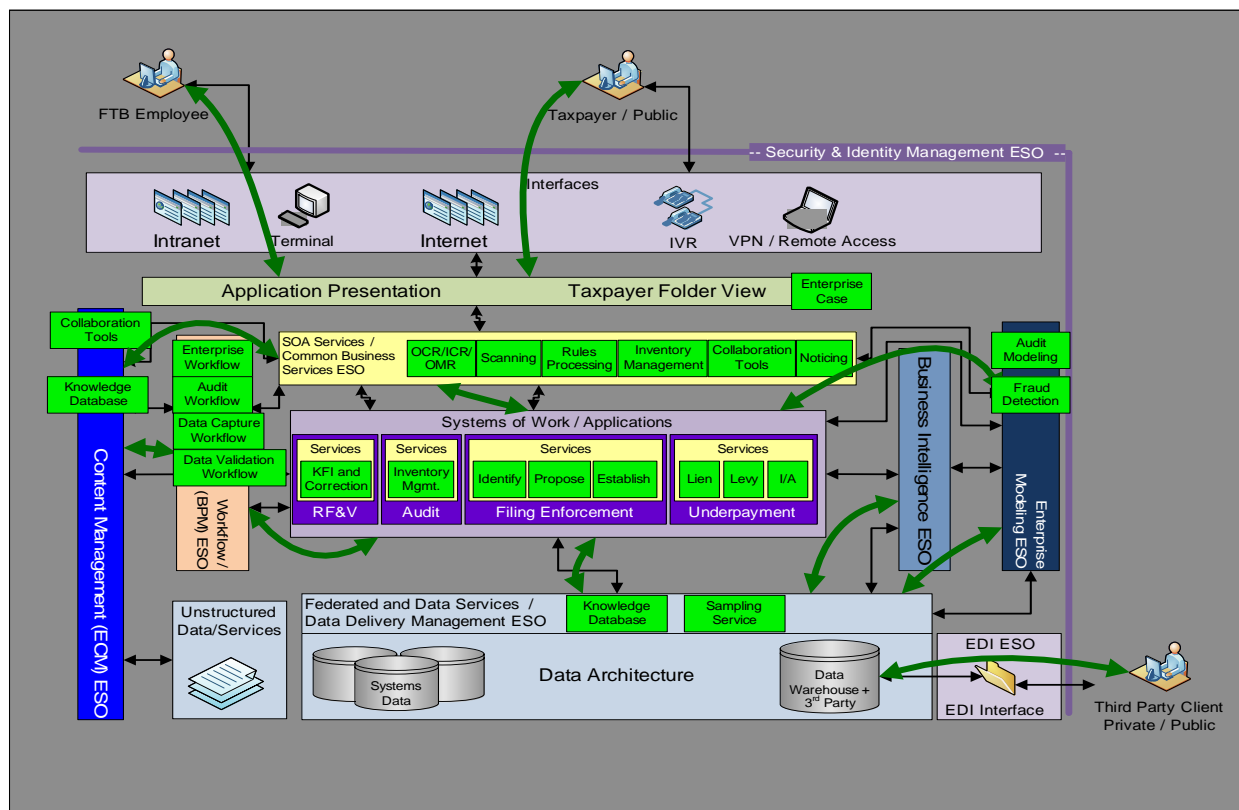 FTB Employee
Taxpayer / Public
-- Security & Identity Management ESO --
Interfaces
Intranet
Terminal
Internet
IVR
VPN / Remote Access
Application Presentation
Taxpayer Folder View
Enterprise
Case
Collaboration
Tools
Knowledge
Database
Content Management (ECM) ESO
Enterprise
Workflow
Audit
Workflow
Data Capture
Workflow
Data Validation
Workflow
Workflow /
(BPM) ESO
SOA Services /
Common Business
Services ESO
OCR/ICR/
OMR
Scanning
Rules
Processing
Inventory
Management
Collaboration
Tools
Noticing
Systems of Work / Applications
Services
KFI and
Correction
RF&V
Services
Inventory
Mgmt.
Audit
Services
Identify
Propose
Establish
Filing Enforcement
Services
Lien
Levy
I/A
Underpayment
Business Intelligence ESO
Audit
Modeling
Fraud
Detection
Enterprise
Modeling ESO
Unstructured
Data/Services
Federated and Data Services /
Data Delivery Management ESO
Knowledge
Database
Sampling
Service
Systems
Data
Data Architecture
Data
Warehouse +
3rd Party
EDI ESO
EDI Interface
Third Party Client
Private / Public